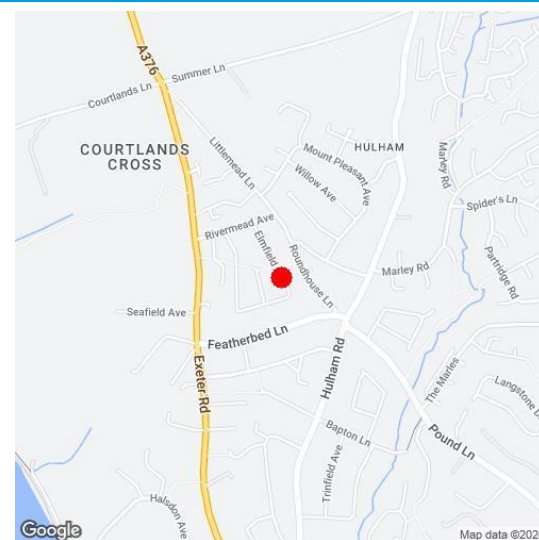 A376
Summer Ln
Courtlands Ln
COURTLANDS
CROSS
Littlemead Ln
HULHAM
Mount Pleasant Ave
Willow Ave
Marley Rd
Spider's Ln
Rivermead Ave
Elmfield
Roundhouse Ln
Marley Rd
Partridge Rd
Seafield Ave
Featherbed Ln
Exeter Rd
Hulham Rd
The Marles
Langstone
Bapton Ln
Pound Ln
Trinfield Ave
Halsdon Ave
Google
Map data ©202